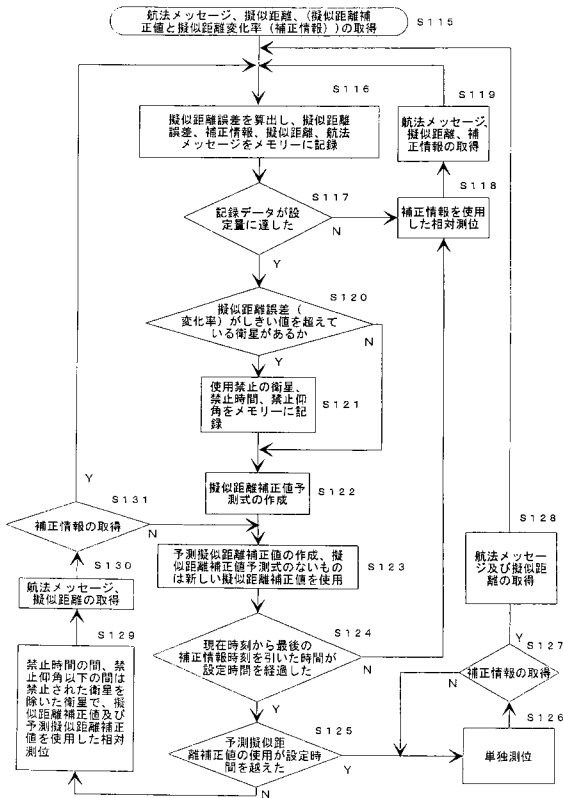 航法メッセージ、擬似距離、(擬似距離補
正値と擬似距離変化率(補正情報))の取得
S115
S116
擬似距離誤差を算出し、擬似距離
誤差、補正情報、擬似距離、航法
メッセージをメモリーに記録
S119
航法メッセージ、
擬似距離、補
正情報の取得
S117
記録データが設
定量に達した
N
Y
S118
補正情報を使用
した相対測位
S120
擬似距離誤差(
変化率)がしきい値を超えて
いる衛星があるか
N
Y
使用禁止の衛星、
禁止時間、禁止仰
角をメモリーに記
録
S121
擬似距離補正値予
測式の作成
S122
Y
S131
補正情報の取得
N
予測擬似距離補正値の作成、擬
似距離補正値予測式のないもの
は新しい擬似距離補正値を使用
S123
S128
航法メッセー
ジ及び擬似距
離の取得
S130
航法メッセージ、
擬似距離の取得
S124
現在時刻から最後の
補正情報時刻を引いた時間が
設定時間を経過した
N
Y
Y
S127
補正情報の取得
N
S129
禁止時間の間、禁
止仰角以下の間は
禁止された衛星を
除いた衛星で、擬
似距離補正値及び
予測擬似距離補正
値を使用した相対
測位
S125
予測擬似距
離補正値の使用が設定時
間を越えた
Y
N
S126
単独測位